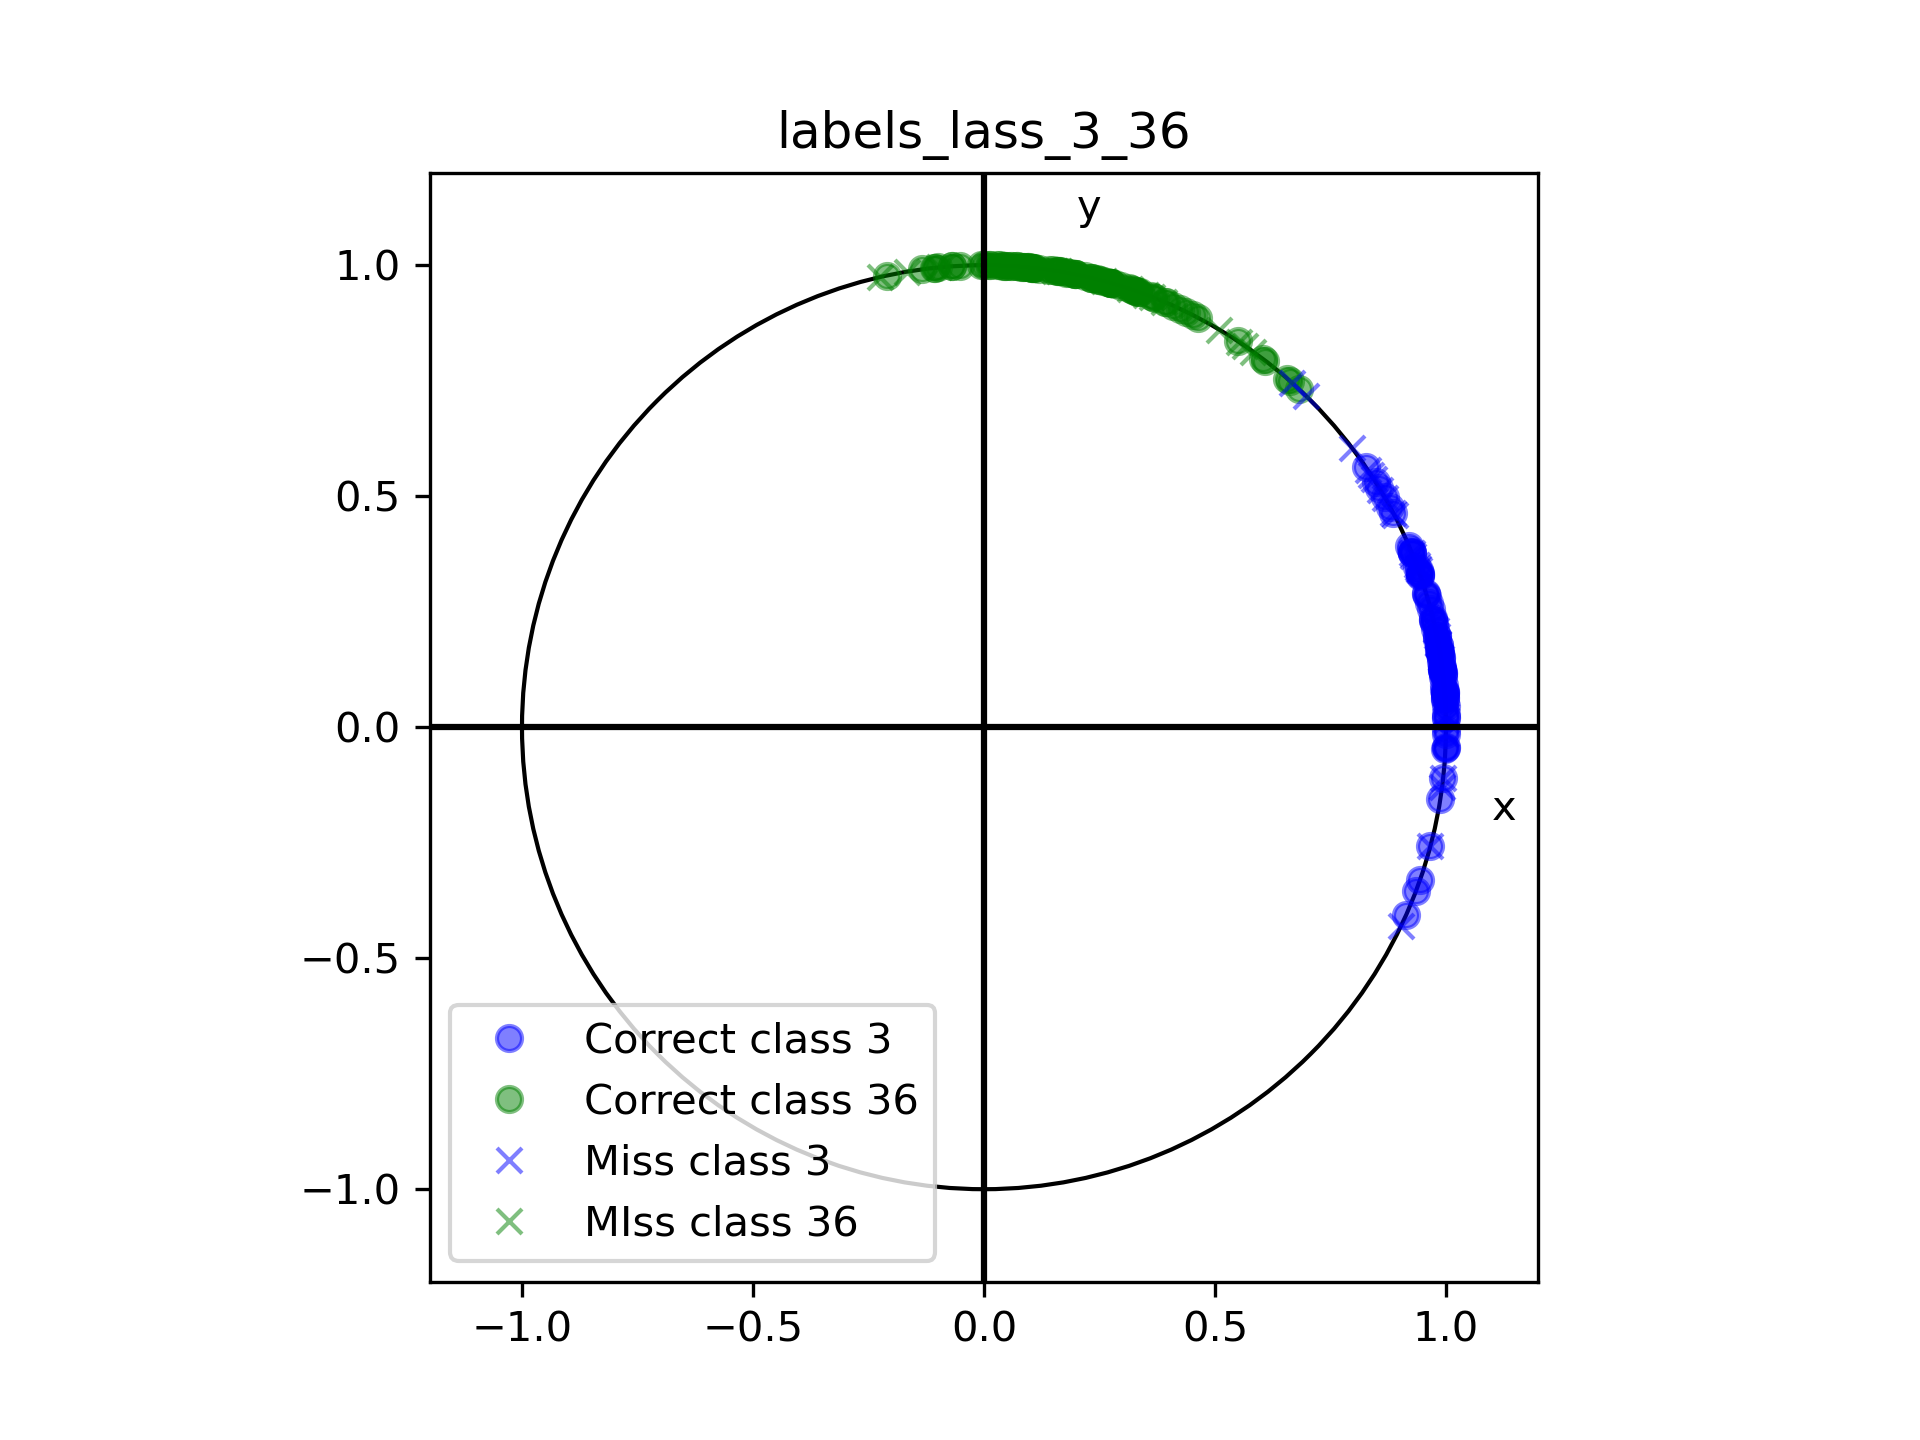 labels_lass_3_36
y
1.0
0.5
0.0
x
−0.5
−1.0
Correct class 3
Correct class 36
Miss class 3
MIss class 36
−1.0 −0.5 0.0 0.5 1.0